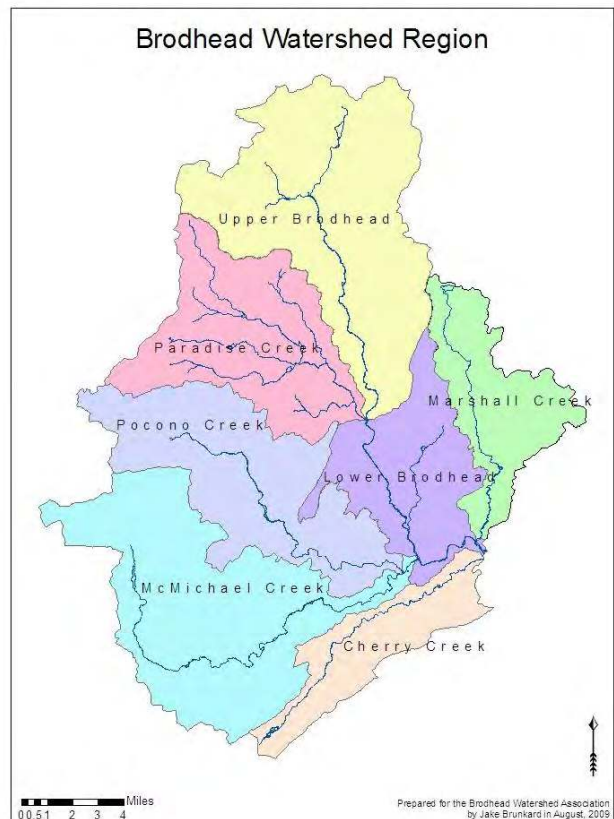 Brodhead Watershed Region
Upper Brodhead
Paradise Creek
Marshall Creek
Pocono Creek
Lower Brodhead
McMichael Creek
Cherry Creek
Miles
0 0.5 1 2 3 4
Prepared for the Brodhead Watershed Association
by Jake Brunkard in August, 2009